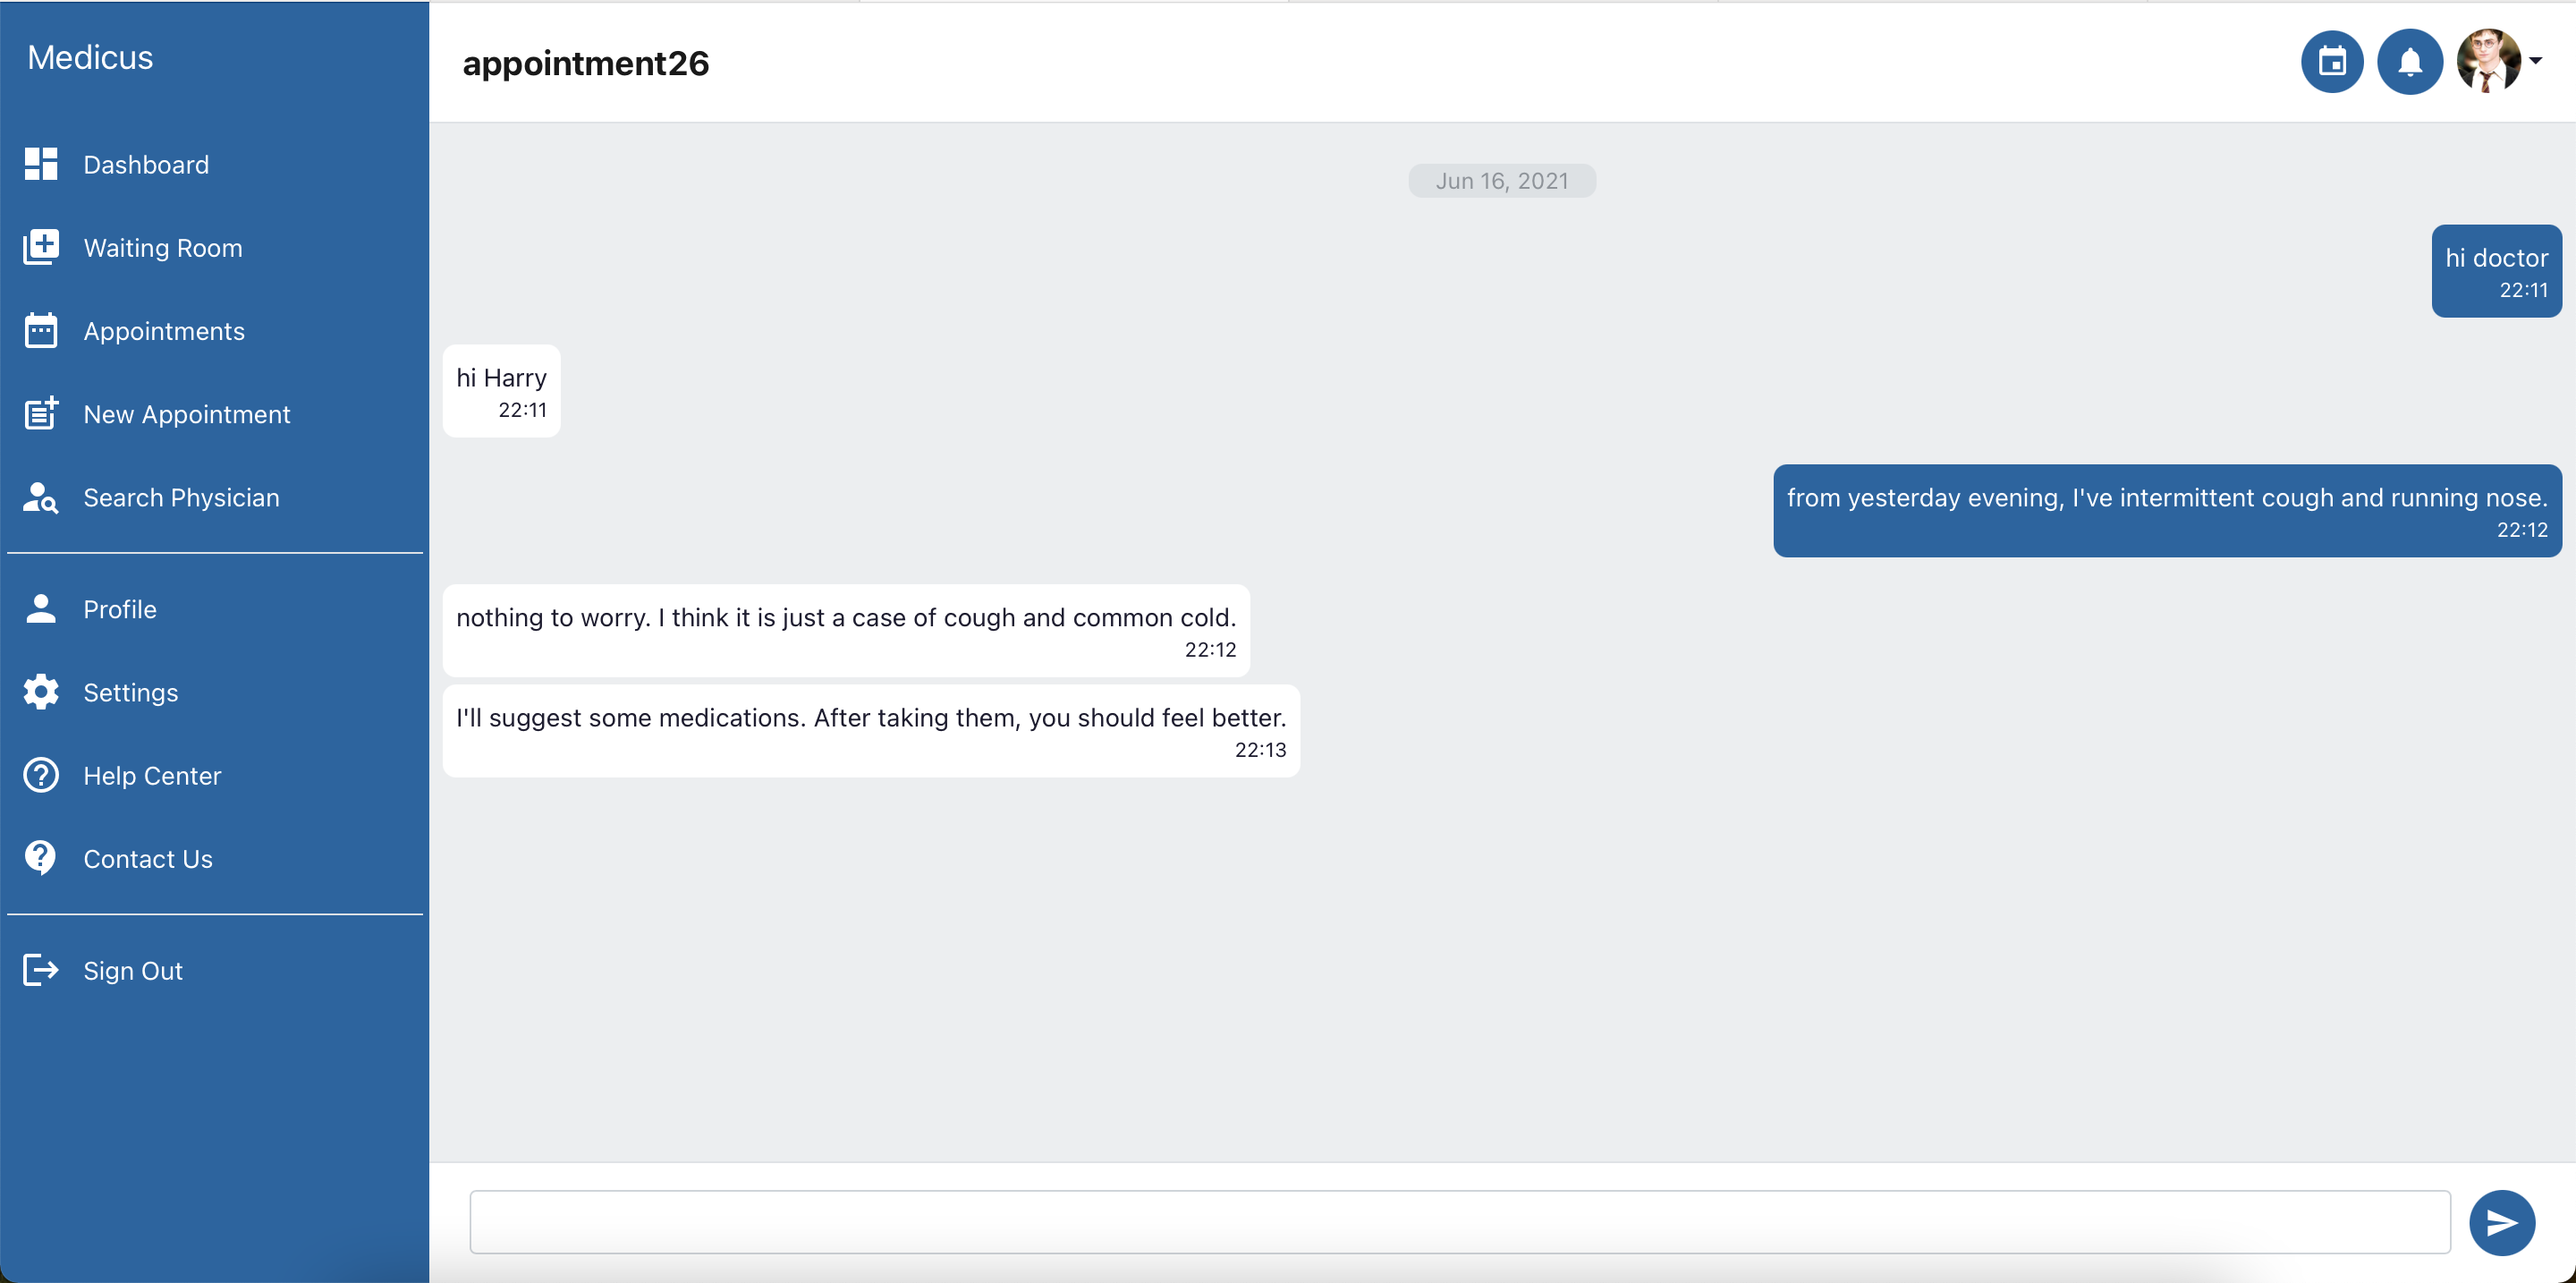 Medicus
Dashboard
Waiting Room
Appointments
New Appointment
Search Physician
Profile
Settings
Help Center
Contact Us
Sign Out
appointment26
Jun 16, 2021
hi doctor
22:11
hi Harry
22:11
from yesterday evening, I've intermittent cough and running nose.
22:12
nothing to worry. I think it is just a case of cough and common cold.
22:12
I'll suggest some medications. After taking them, you should feel better.
22:13